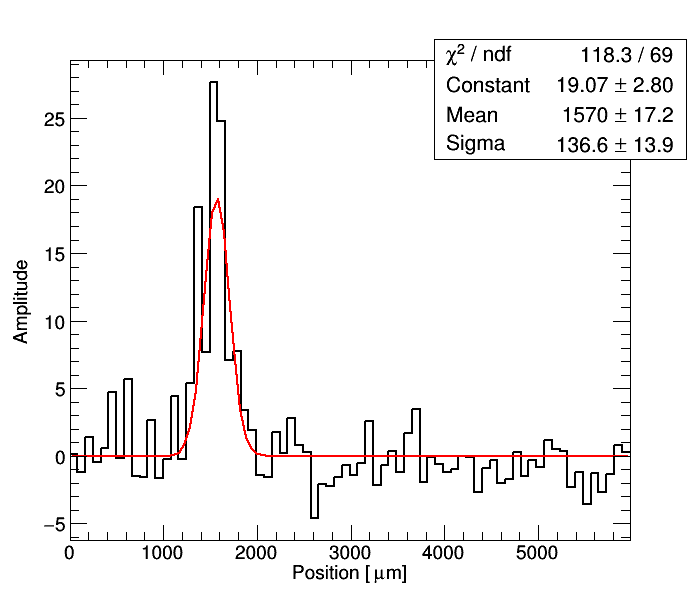 χ² / ndf 118.3 / 69
Constant 19.07 ± 2.80
Mean 1570 ± 17.2
Sigma 136.6 ± 13.9
Amplitude
25
20
15
10
5
0
−5
0 1000 2000 3000 4000 5000
Position [ μm]